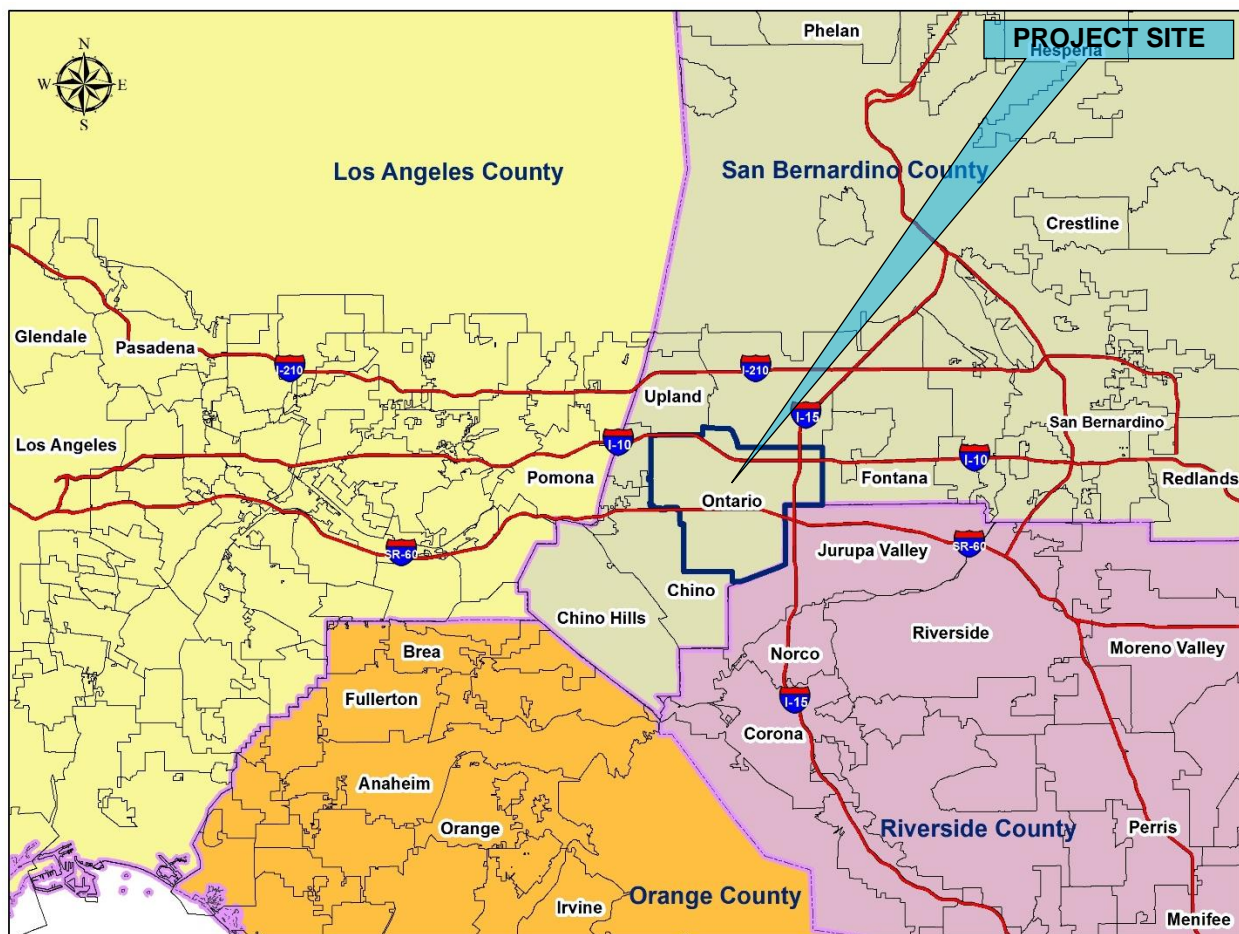 Phelan
PROJECT SITE
Hesperia
N
W E
S
Los Angeles County
San Bernardino County
Crestline
Glendale
Pasadena
I-210
I-210
Upland
I-15
San Bernardino
Los Angeles
I-10
Pomona
I-10
Fontana
Redlands
Ontario
SR-60
Jurupa Valley
SR-60
Chino
Chino Hills
Riverside
Brea
Norco
Moreno Valley
Fullerton
I-15
Corona
Anaheim
Orange
Riverside County
Perris
Orange County
Irvine
Menifee